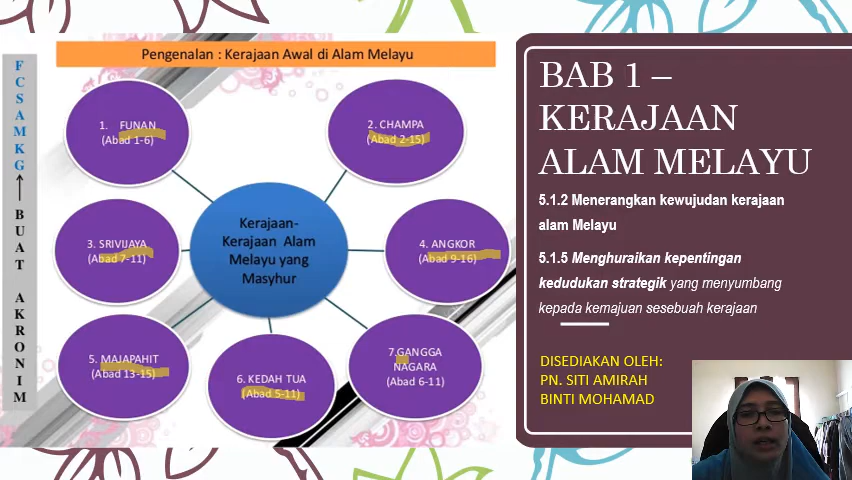 Pengenalan : Kerajaan Awal di Alam Melayu
F
C
S
A
M
K
G
B
U
A
T
A
K
R
O
N
I
M
1. FUNAN
(Abad 1-6)
2. CHAMPA
(Abad 2-15)
3. SRIVIJAYA
(Abad 7-11)
Kerajaan-
Kerajaan Alam
Melayu yang
Masyhur
4. ANGKOR
(Abad 9-16)
5. MAJAPAHIT
(Abad 13-15)
6. KEDAH TUA
(Abad 5-11)
7.GANGGA
NAGARA
(Abad 6-11)
BAB 1 –
KERAJAAN
ALAM MELAYU
5.1.2 Menerangkan kewujudan kerajaan
alam Melayu
5.1.5 Menghuraikan kepentingan
kedudukan strategik yang menyumbang
kepada kemajuan sesebuah kerajaan
DISEDIAKAN OLEH:
PN. SITI AMIRAH
BINTI MOHAMAD